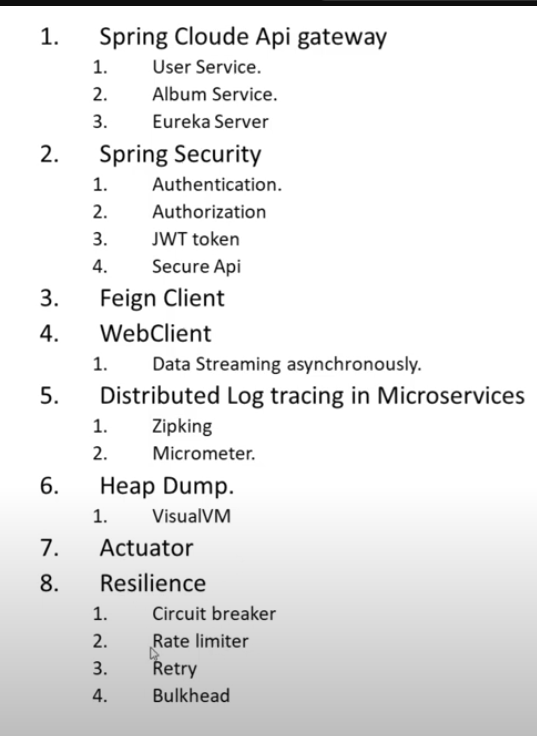 1. Spring Cloude Api gateway
1. User Service.
2. Album Service.
3. Eureka Server
2. Spring Security
1. Authentication.
2. Authorization
3. JWT token
4. Secure Api
3. Feign Client
4. WebClient
1. Data Streaming asynchronously.
5. Distributed Log tracing in Microservices
1. Zipking
2. Micrometer.
6. Heap Dump.
1. VisualVM
7. Actuator
8. Resilience
1. Circuit breaker
2. Rate limiter
3. Retry
4. Bulkhead